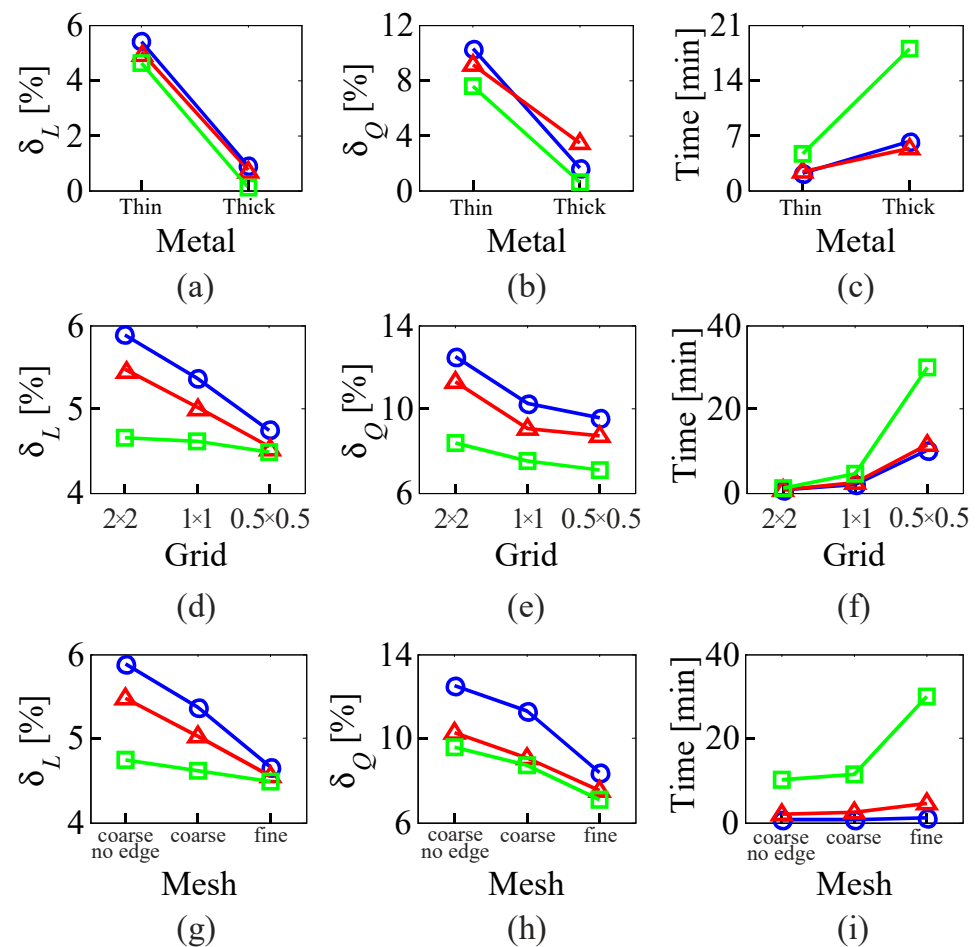 6
4
2
0
δL [%]
Thin Thick
Metal
(a)
12
8
4
0
δQ [%]
Thin Thick
Metal
(b)
21
14
7
0
Time [min]
Thin Thick
Metal
(c)
6
5
4
δL [%]
2×2 1×1 0.5×0.5
Grid
(d)
14
10
6
δQ [%]
2×2 1×1 0.5×0.5
Grid
(e)
40
20
0
Time [min]
2×2 1×1 0.5×0.5
Grid
(f)
6
5
4
δL [%]
coarse coarse fine
no edge
Mesh
(g)
14
10
6
δQ [%]
coarse coarse fine
no edge
Mesh
(h)
40
20
0
Time [min]
coarse coarse fine
no edge
Mesh
(i)